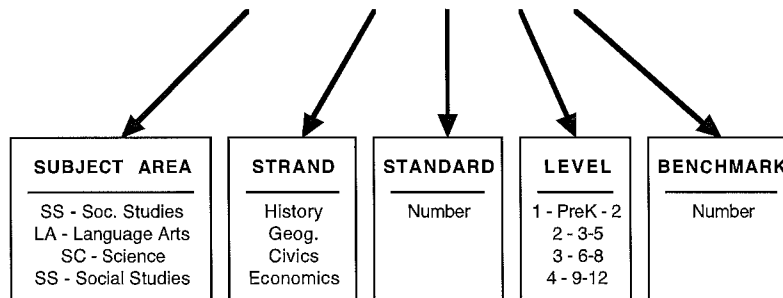 SUBJECT AREA
SS - Soc. Studies
LA - Language Arts
SC - Science
SS - Social Studies
STRAND
History
Geog.
Civics
Economics
STANDARD
Number
LEVEL
1 - PreK - 2
2 - 3-5
3 - 6-8
4 - 9-12
BENCHMARK
Number